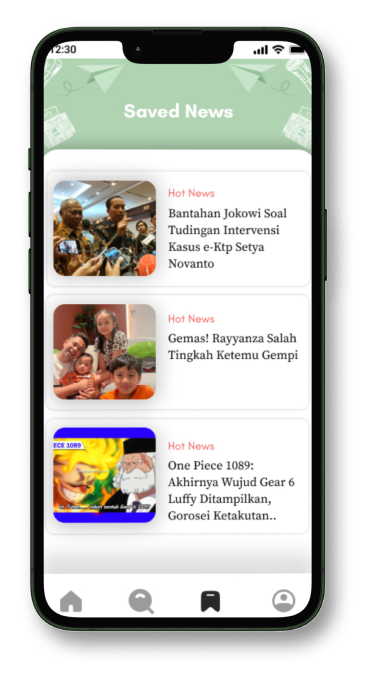 12:30
Saved News
Hot News
Bantahan Jokowi Soal
Tudingan Intervensi
Kasus e-Ktp Setya
Novanto
Hot News
Gemas! Rayyanza Salah
Tingkah Ketemu Gempi
ECE 1089
Hot News
One Piece 1089:
Akhirnya Wujud Gear 6
Luffy Ditampilkan,
Gorosei Ketakutan..